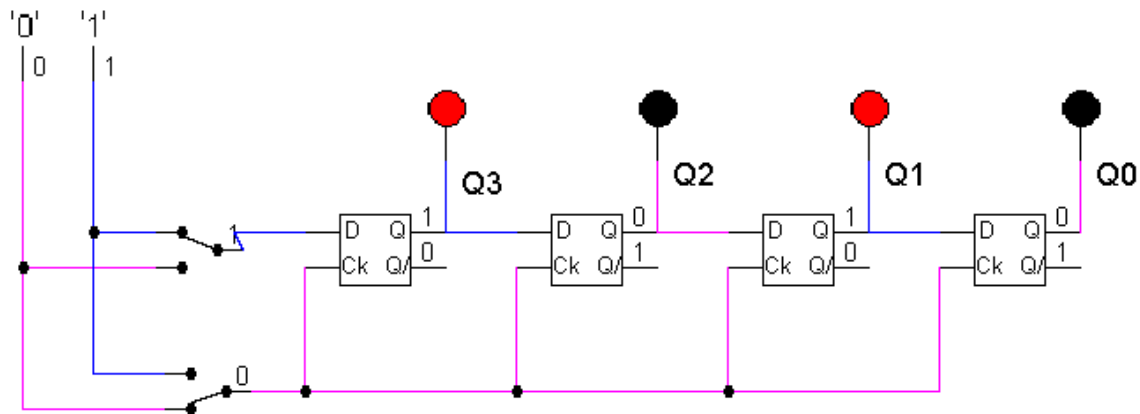 '0' '1'
0 1
Q3 Q2 Q1 Q0
1 D Q 1 D Q 0 D Q 1 D Q 0
Ck Q/ 0 Ck Q/ 1 Ck Q/ 0 Ck Q/ 1
0